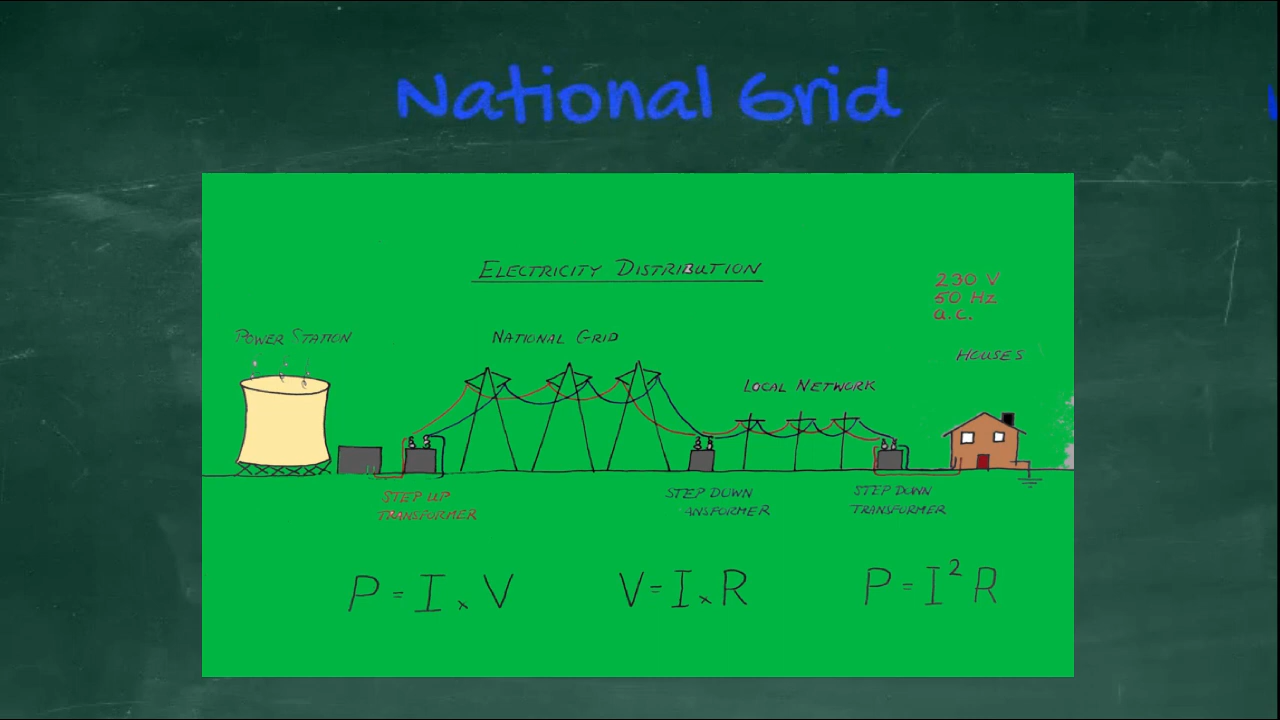 National Grid
ELECTRICITY DISTRIBUTION
230 V
50 Hz
a.c.
POWER STATION
NATIONAL GRID
HOUSES
LOCAL NETWORK
STEP UP
TRANSFORMER
STEP DOWN
ANSFORMER
STEP DOWN
TRANSFORMER
P = I x V
V = I x R
P = I² R